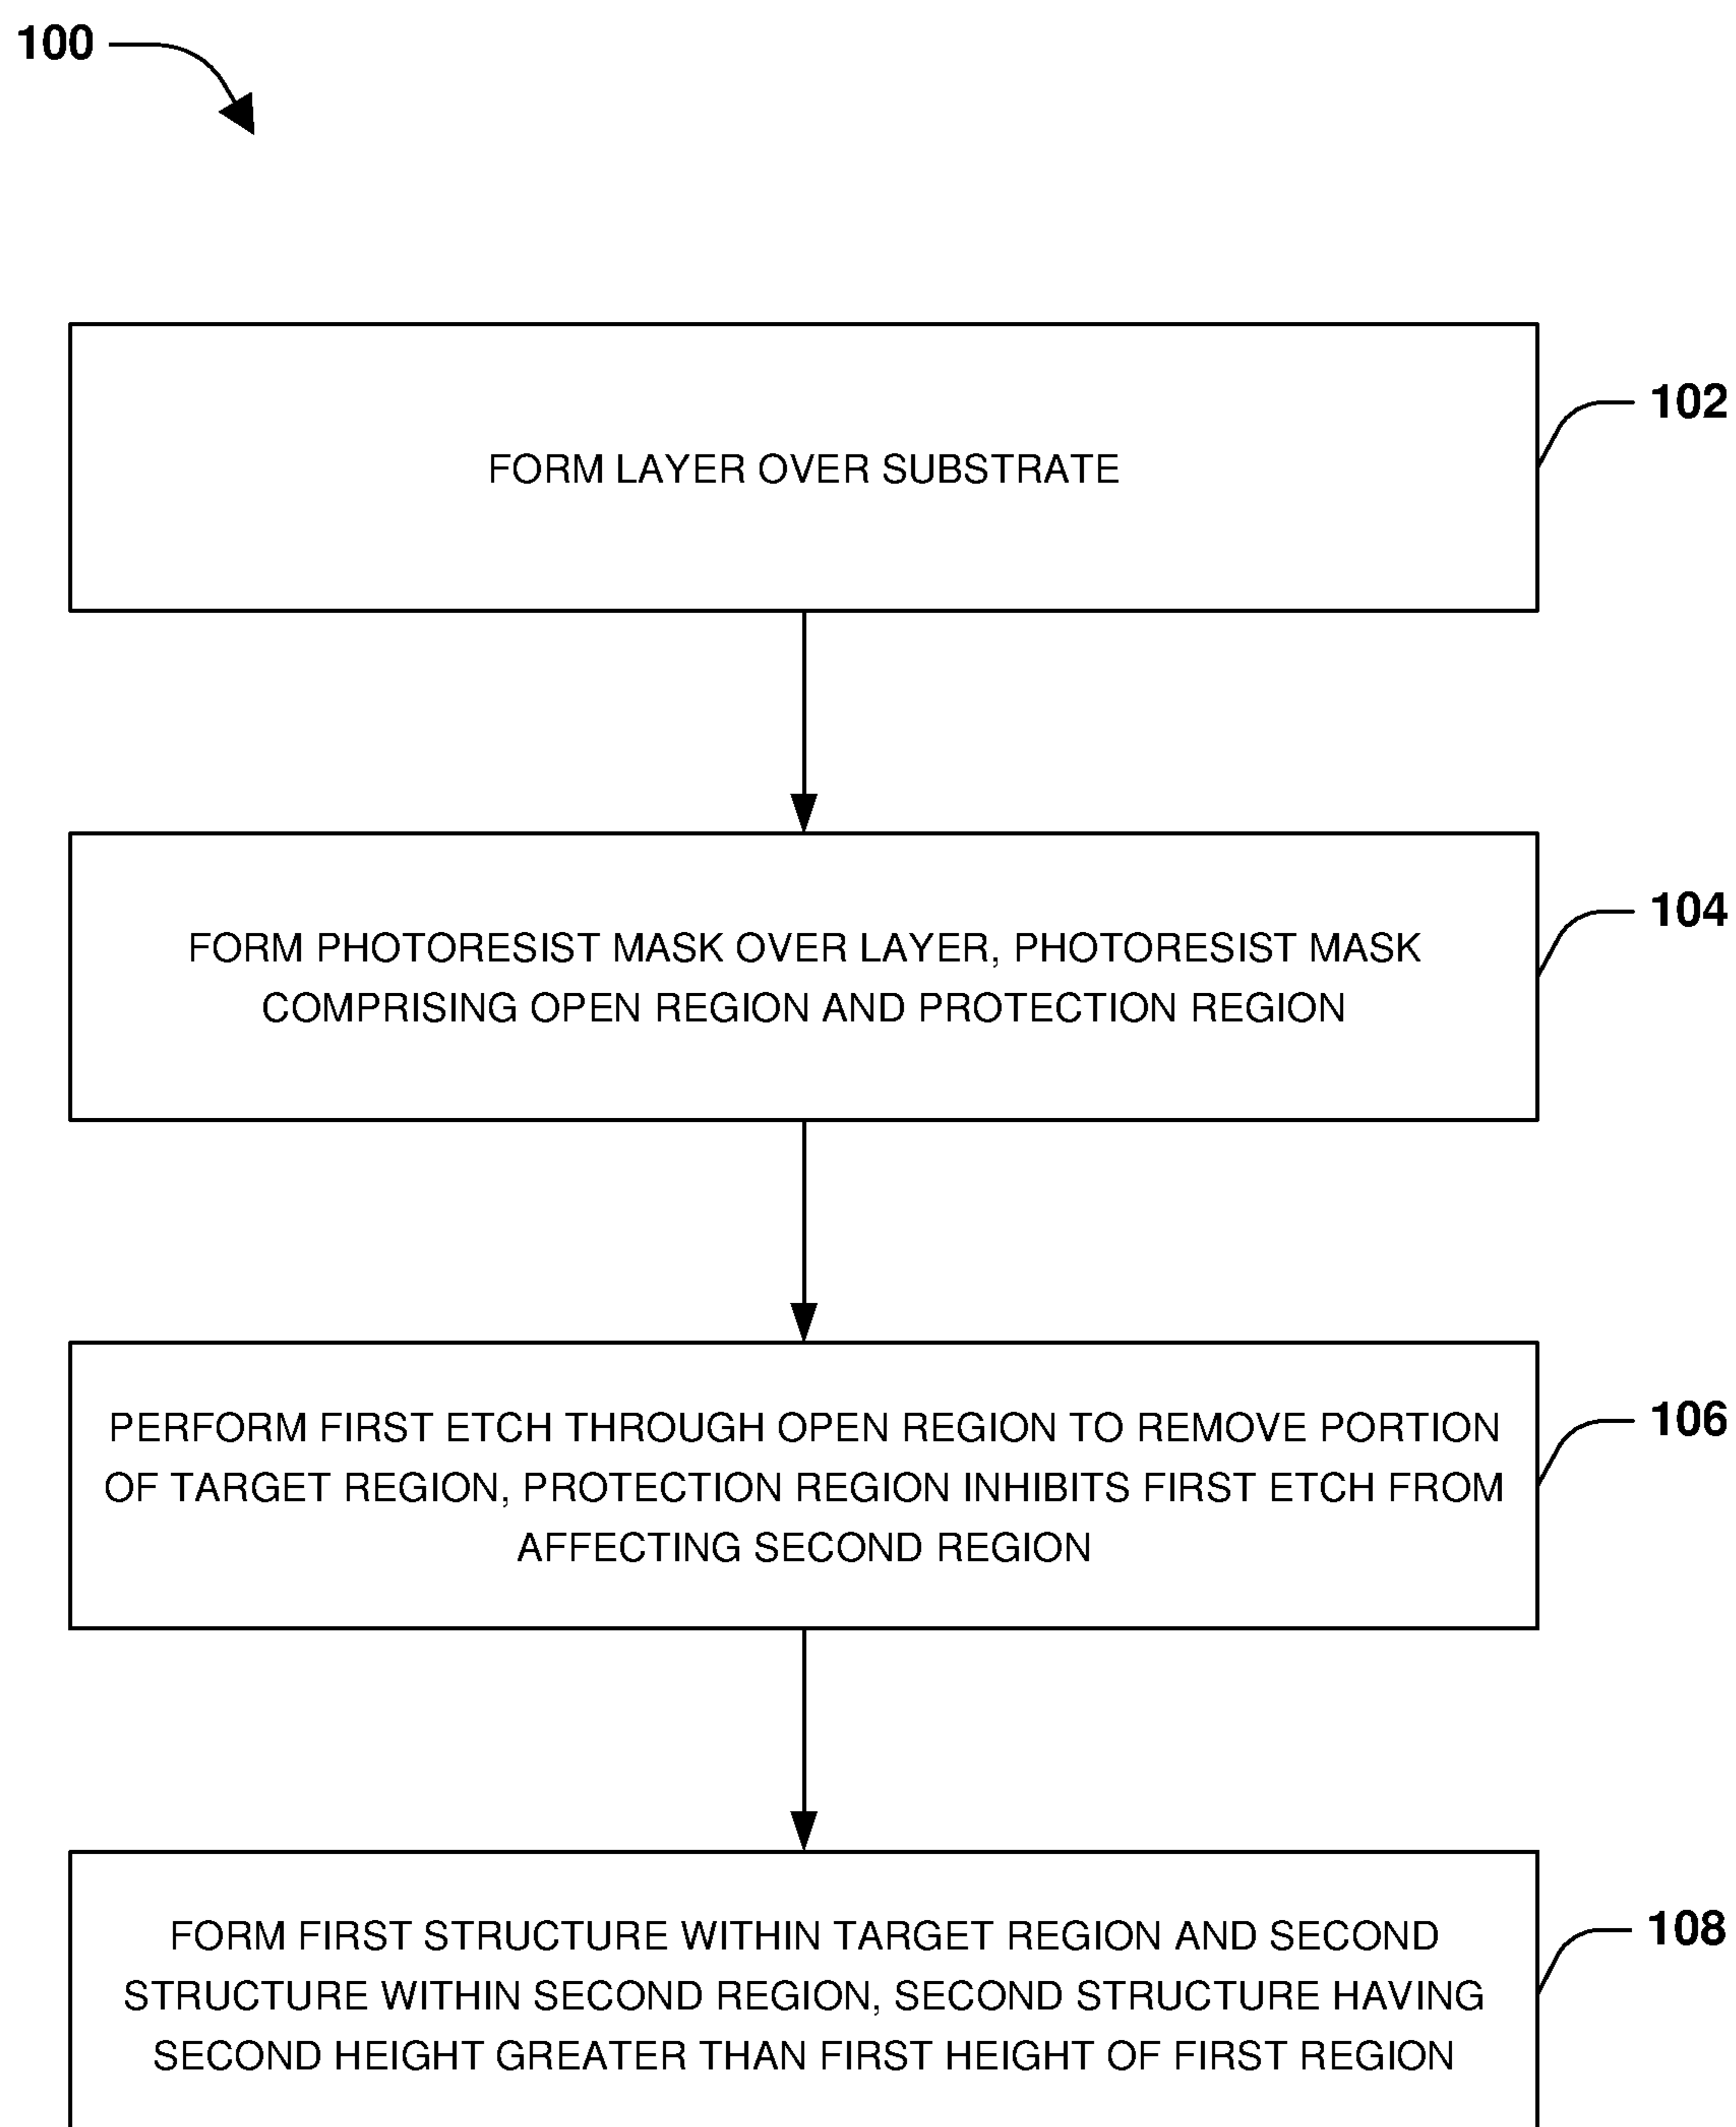 100
FORM LAYER OVER SUBSTRATE
102
FORM PHOTORESIST MASK OVER LAYER, PHOTORESIST MASK
COMPRISING OPEN REGION AND PROTECTION REGION
104
PERFORM FIRST ETCH THROUGH OPEN REGION TO REMOVE PORTION
OF TARGET REGION, PROTECTION REGION INHIBITS FIRST ETCH FROM
AFFECTING SECOND REGION
106
FORM FIRST STRUCTURE WITHIN TARGET REGION AND SECOND
STRUCTURE WITHIN SECOND REGION, SECOND STRUCTURE HAVING
SECOND HEIGHT GREATER THAN FIRST HEIGHT OF FIRST REGION
108